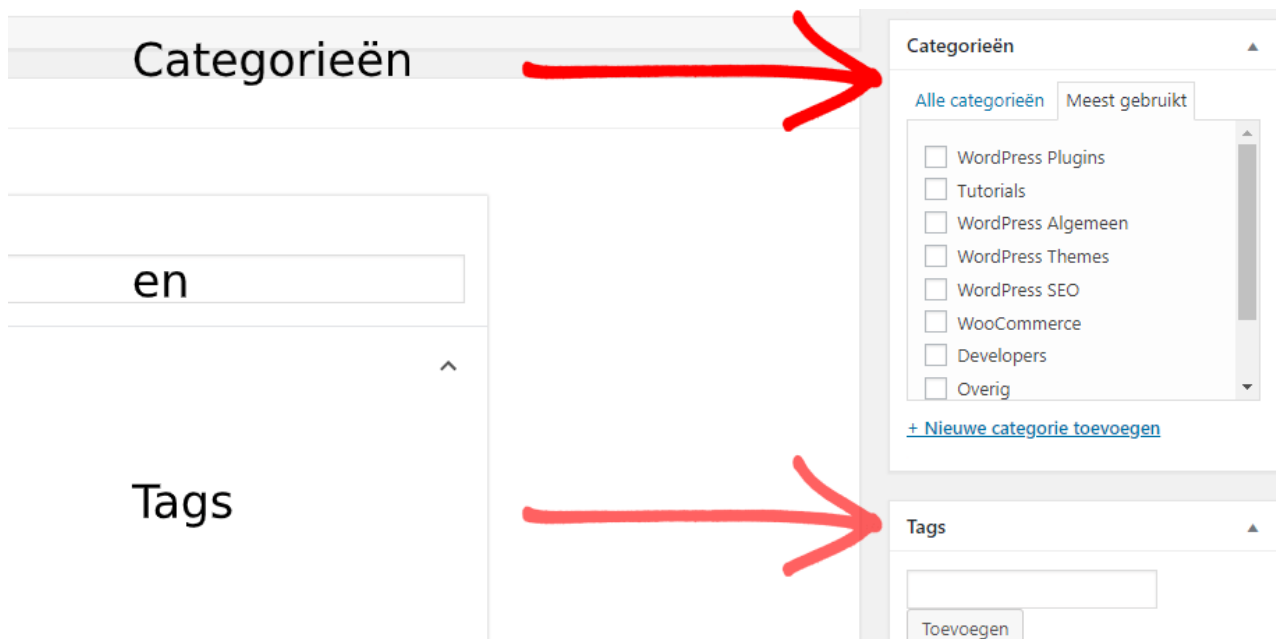 Categorieën
en
Tags
Categorieën
Alle categorieën Meest gebruikt
WordPress Plugins
Tutorials
WordPress Algemeen
WordPress Themes
WordPress SEO
WooCommerce
Developers
Overig
+ Nieuwe categorie toevoegen
Tags
Toevoegen